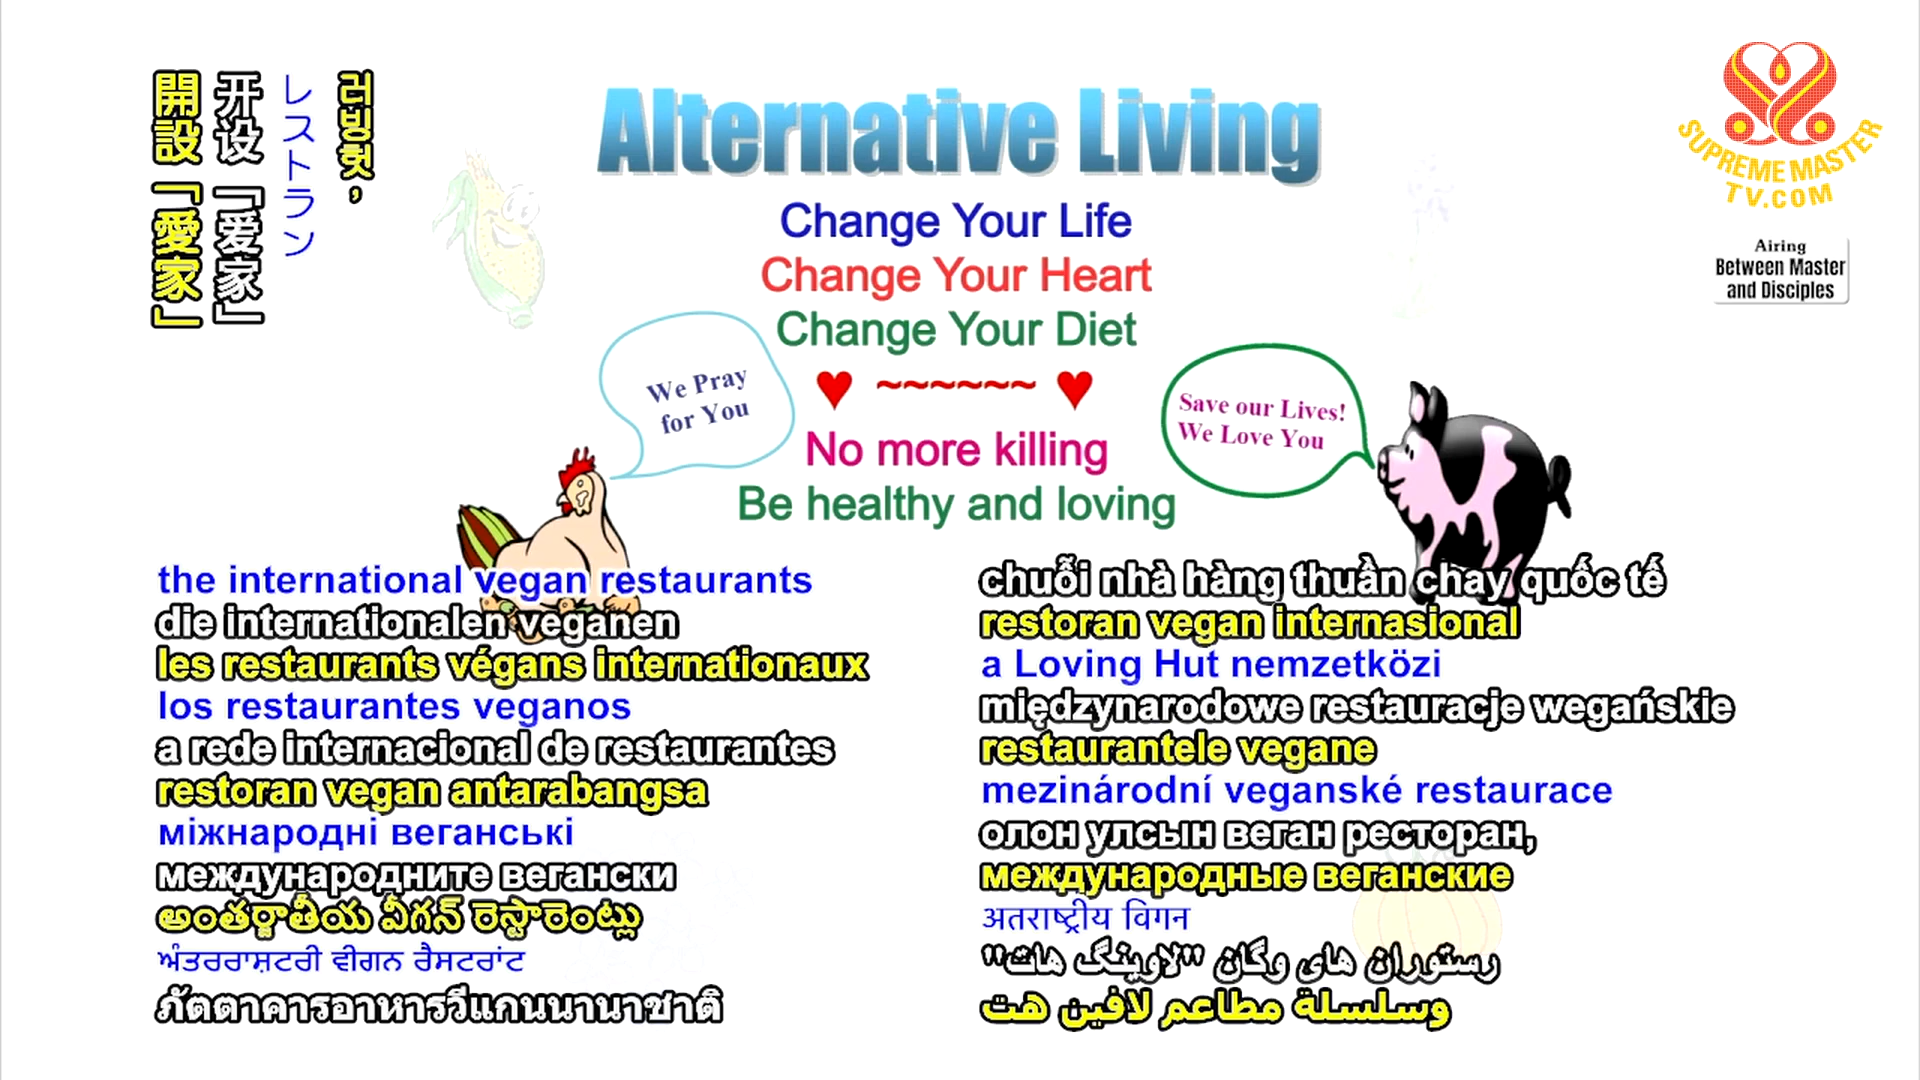 開設「愛家」
开设「爱家」
レストラン
러빙헛,
Alternative Living
Change Your Life
Change Your Heart
Change Your Diet
♥ ~~~~~~ ♥
No more killing
Be healthy and loving
We Pray
for You
Save our Lives!
We Love You
SUPREME MASTER
TV.COM
Airing
Between Master
and Disciples
the international vegan restaurants
die internationalen veganen
les restaurants végans internationaux
los restaurantes veganos
a rede internacional de restaurantes
restoran vegan antarabangsa
міжнародні веганські
международните вегански
అంతర్జాతీయ వీగన్ రెస్టారెంట్లు
ਅੰਤਰਰਾਸ਼ਟਰੀ ਵੀਗਨ ਰੈਸਟਰਾਂਟ
ภัตตาคารอาหารวีแกนนานาชาติ
chuỗi nhà hàng thuần chay quốc tế
restoran vegan internasional
a Loving Hut nemzetközi
międzynarodowe restauracje wegańskie
restaurantele vegane
mezinárodní veganské restaurace
олон улсын веган ресторан,
международные веганские
अतराष्ट्रीय विगन
رستوران های وگان "لاوینگ هات"
وسلسلة مطاعم لافين هت